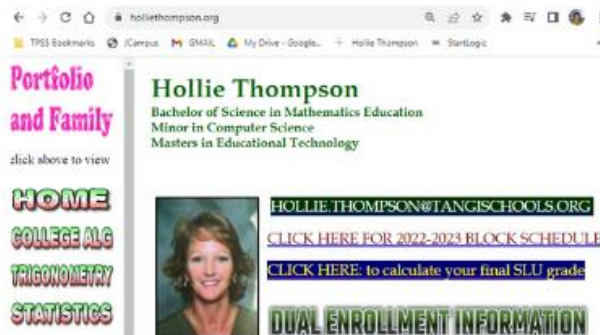 holliethompson.org
TPSS Bookmarks JCampus GMAIL My Drive - Google... Hollie Thompson StartLogic
Portfolio
and Family
click above to view
HOME
COLLEGE ALG
TRIGONOMETRY
STATISTICS
Hollie Thompson
Bachelor of Science in Mathematics Education
Minor in Computer Science
Masters in Educational Technology
HOLLIE.THOMPSON@TANGISCHOOLS.ORG
CLICK HERE FOR 2022-2023 BLOCK SCHEDULE
CLICK HERE: to calculate your final SLU grade
DUAL ENROLLMENT INFORMATION